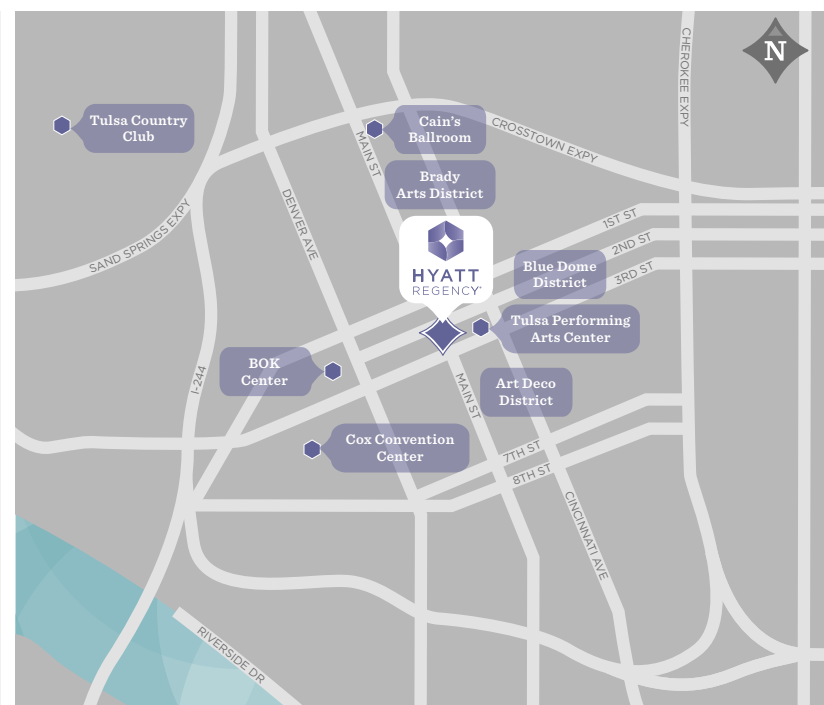 N
CHEROKEE EXPY
Tulsa Country
Club
Cain's
Ballroom
CROSSTOWN EXPY
MAIN ST
Brady
Arts District
DENVER AVE
SAND SPRINGS EXPY
1ST ST
2ND ST
3RD ST
HYATT
REGENCY
Blue Dome
District
Tulsa Performing
Arts Center
BOK
Center
I-244
MAIN ST
Art Deco
District
Cox Convention
Center
7TH ST
8TH ST
CINCINNATI AVE
RIVERSIDE DR